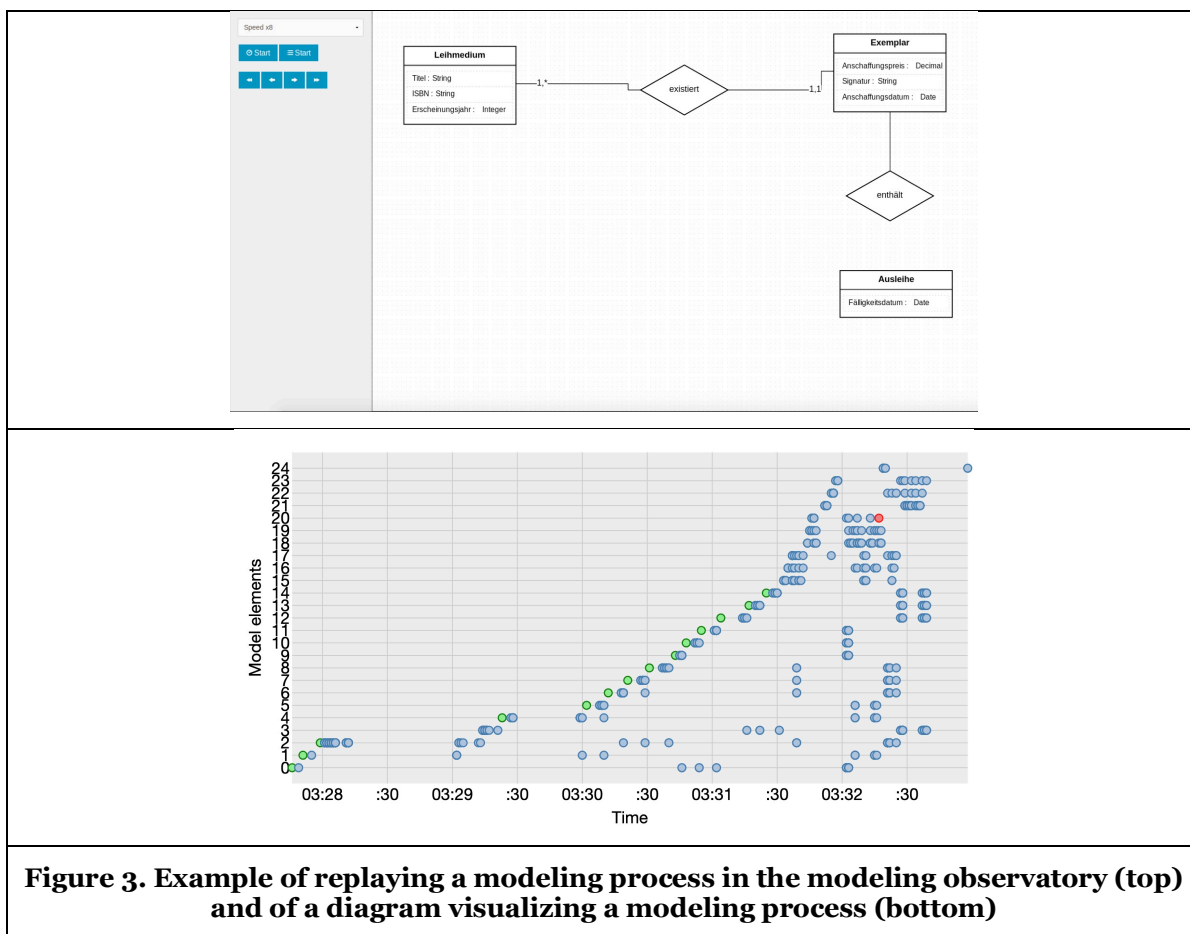 Speed x8
Start Start
Leihmedium
Titel : String
ISBN : String
Erscheinungsjahr : Integer
1,*
existiert
1,1
Exemplar
Anschaffungspreis : Decimal
Signatur : String
Anschaffungsdatum : Date
enthält
Ausleihe
Fälligkeitsdatum : Date
Model elements
24
23
22
21
20
19
18
17
16
15
14
13
12
11
10
9
8
7
6
5
4
3
2
1
0
03:28 :30 03:29 :30 03:30 :30 03:31 :30 03:32 :30
Time
Figure 3. Example of replaying a modeling process in the modeling observatory (top)
and of a diagram visualizing a modeling process (bottom)